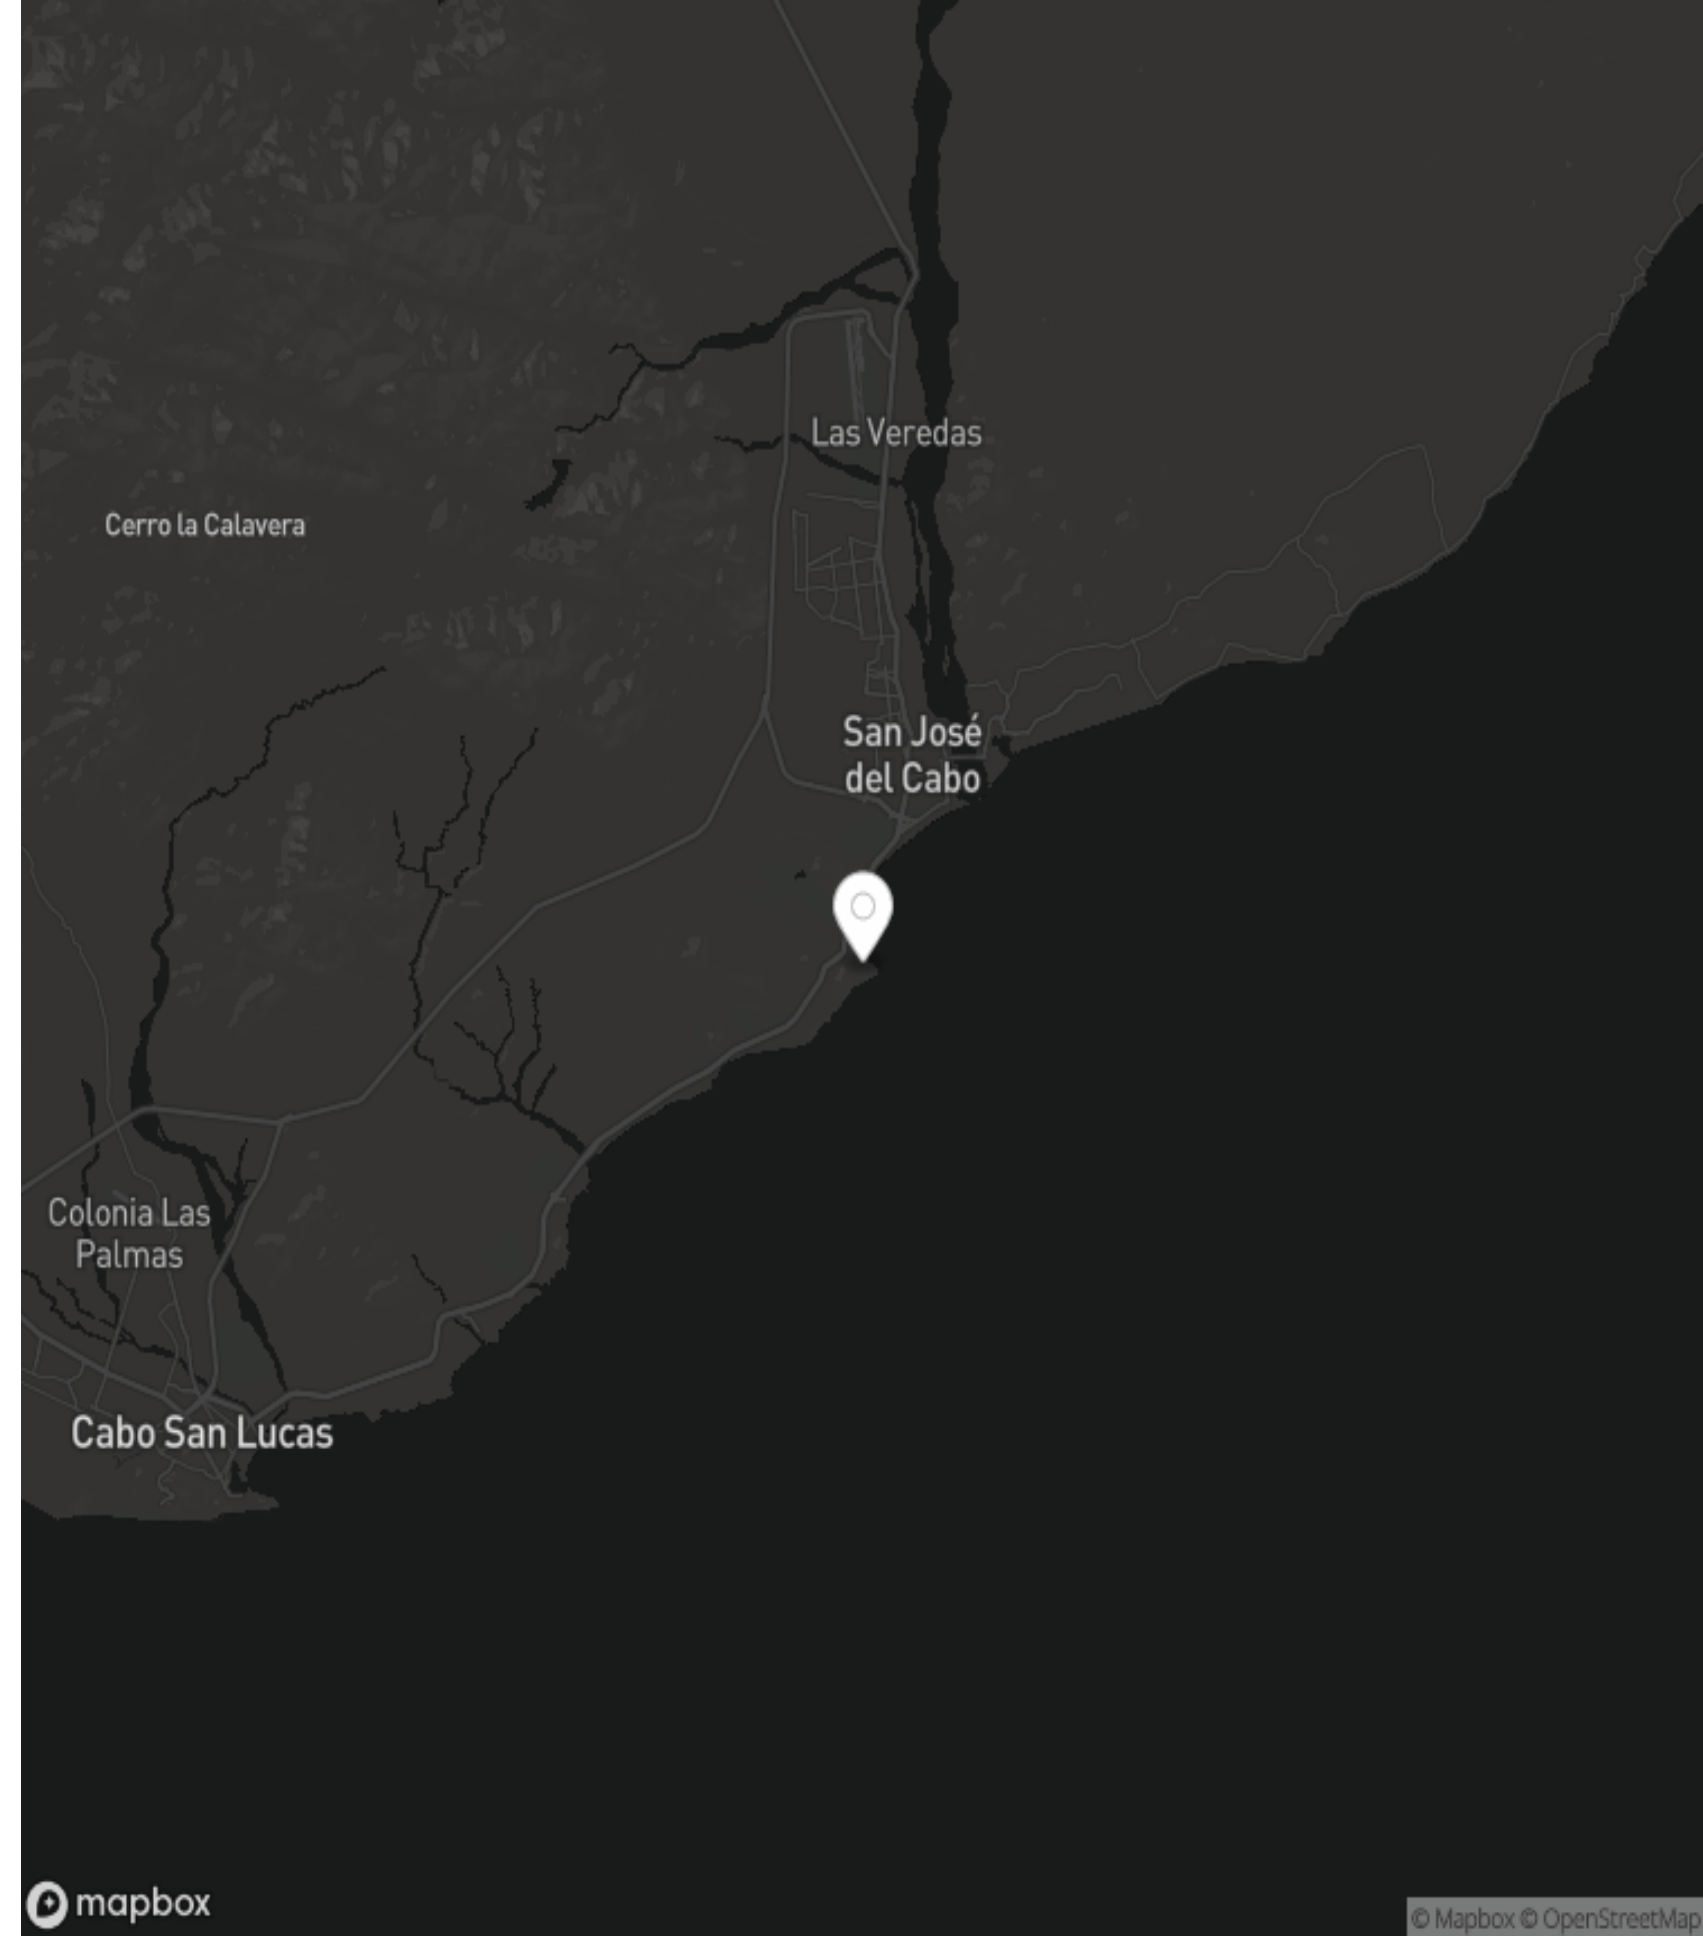 Las Veredas
Cerro la Calavera
San José
del Cabo
Colonia Las
Palmas
Cabo San Lucas
mapbox
© Mapbox © OpenStreetMap